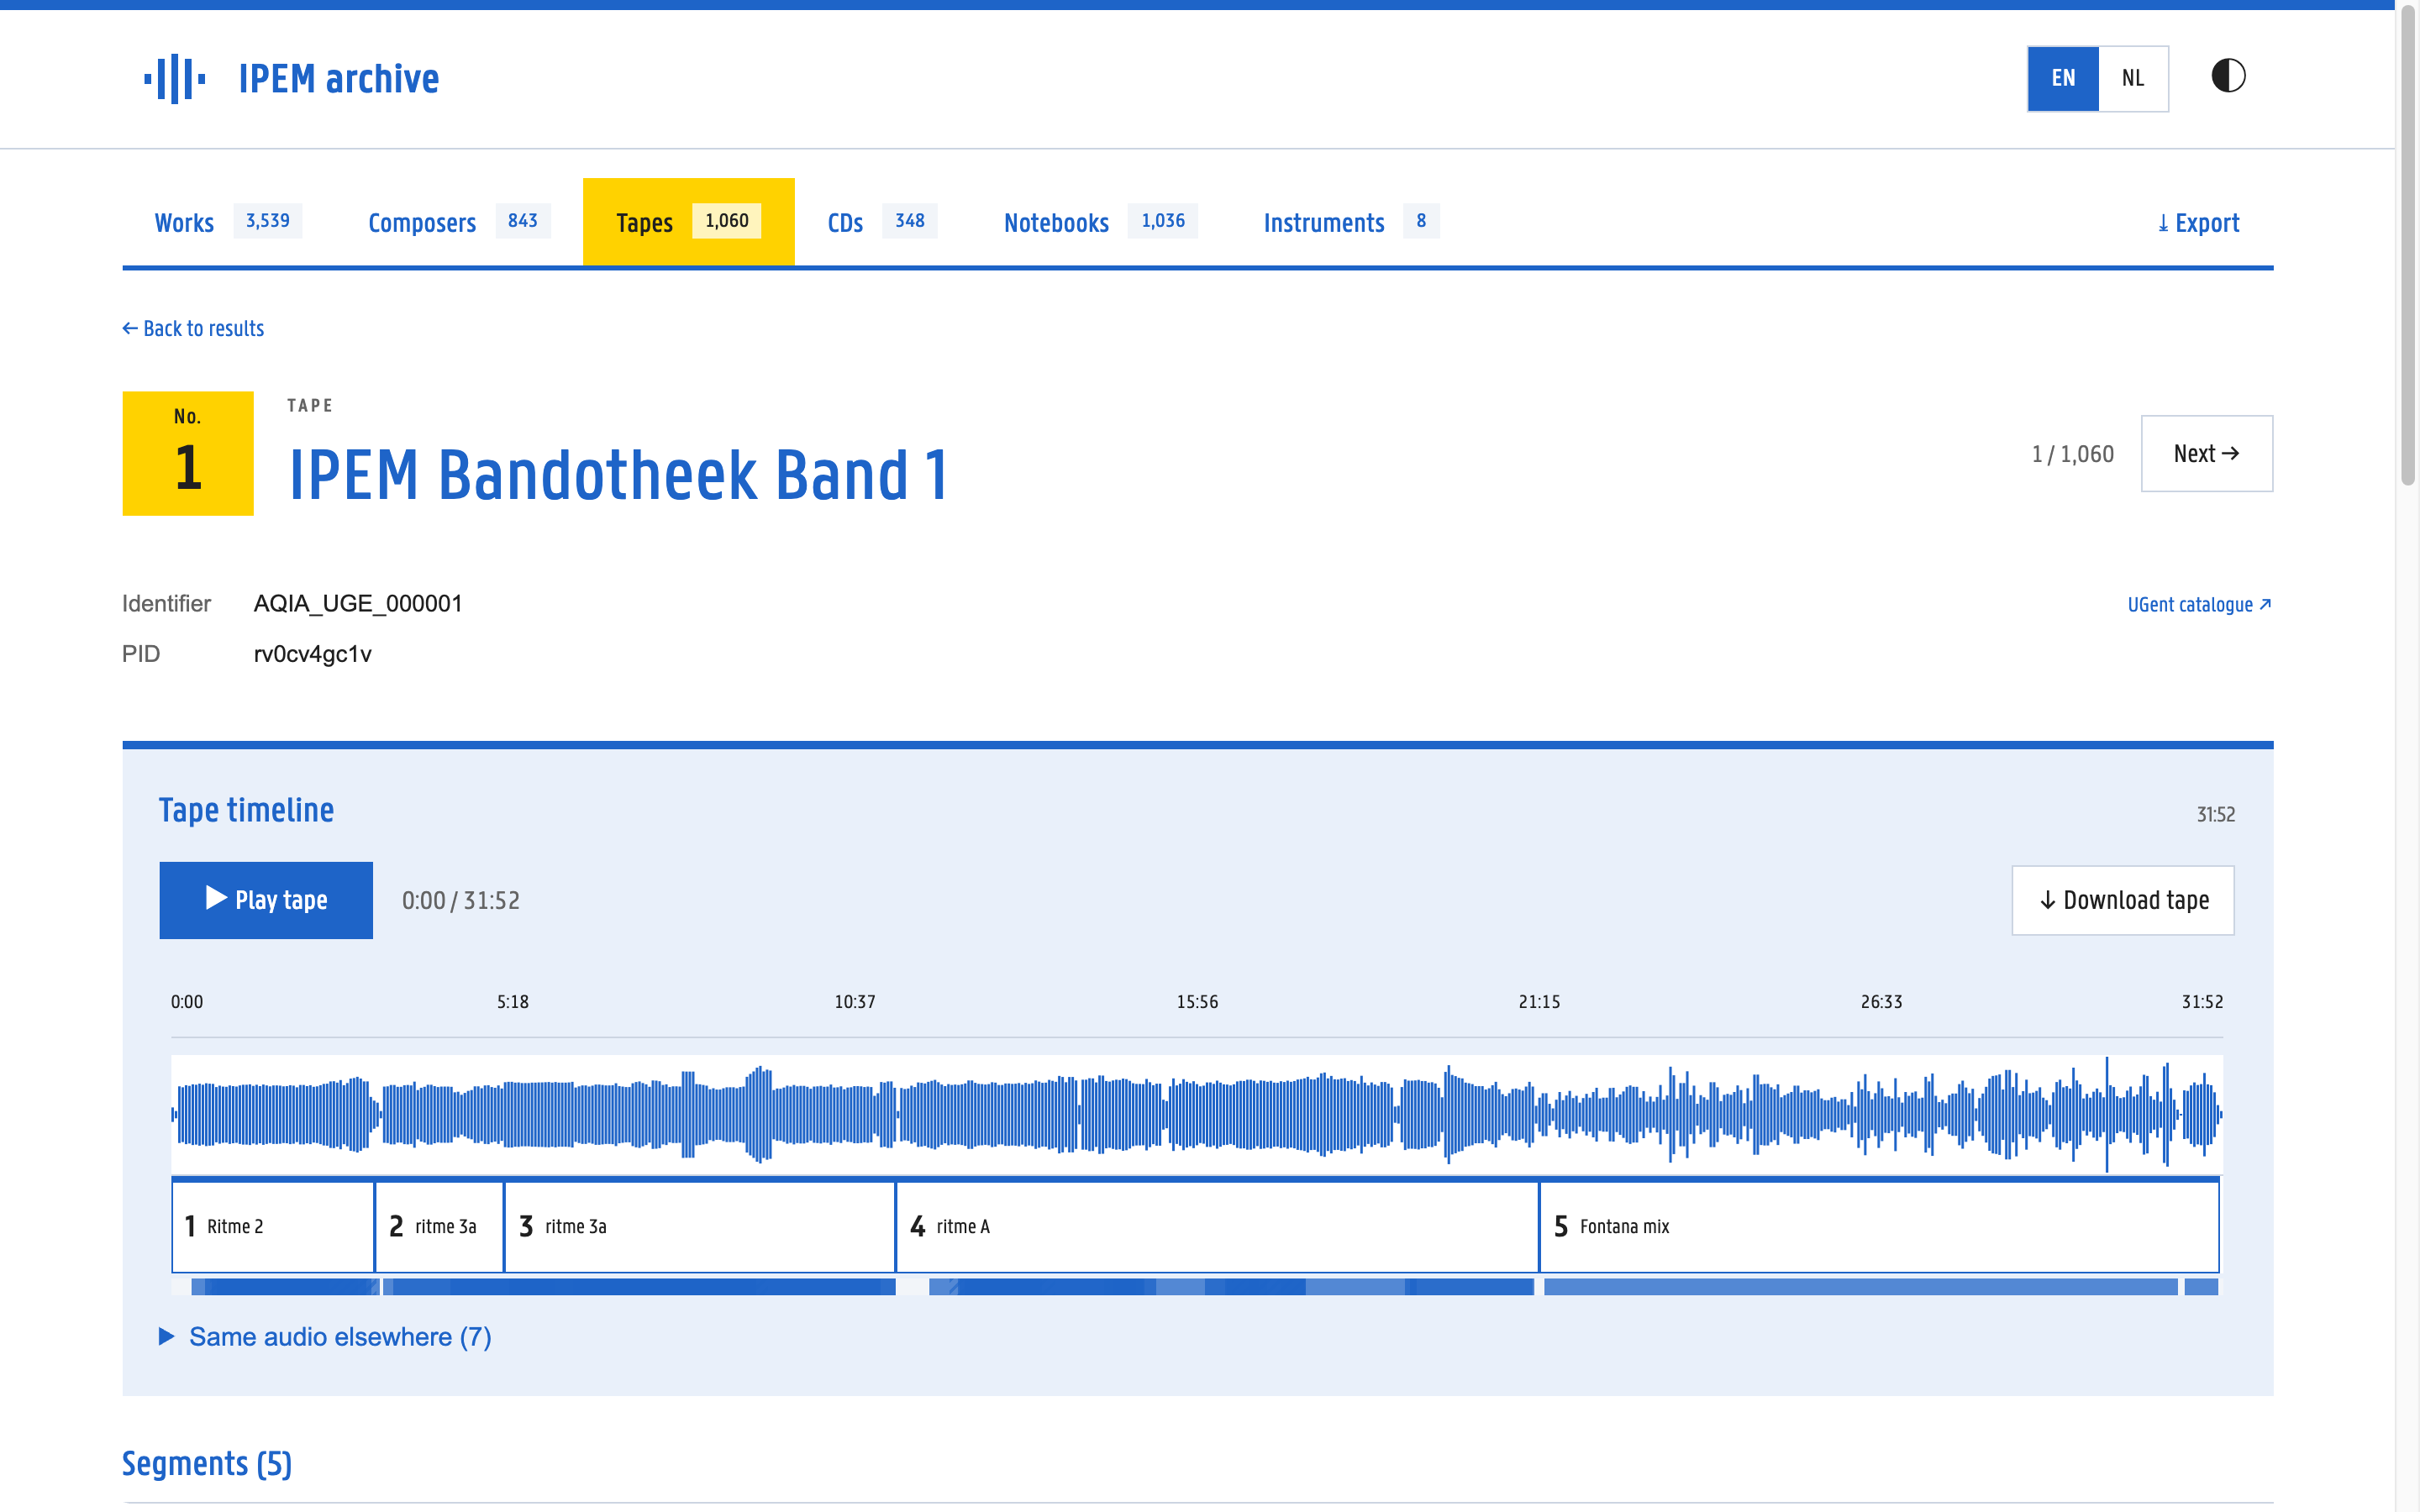 IPEM archive
EN NL
Works 3,539 Composers 843 Tapes 1,060 CDs 348 Notebooks 1,036 Instruments 8 ↓ Export
← Back to results
No.
1
TAPE
IPEM Bandotheek Band 1
1 / 1,060 Next →
Identifier AQIA_UGE_000001 UGent catalogue ↗
PID rv0cv4gc1v
Tape timeline 31:52
▶ Play tape 0:00 / 31:52 ↓ Download tape
0:00 5:18 10:37 15:56 21:15 26:33 31:52
1 Ritme 2 2 ritme 3a 3 ritme 3a 4 ritme A 5 Fontana mix
▶ Same audio elsewhere (7)
Segments (5)